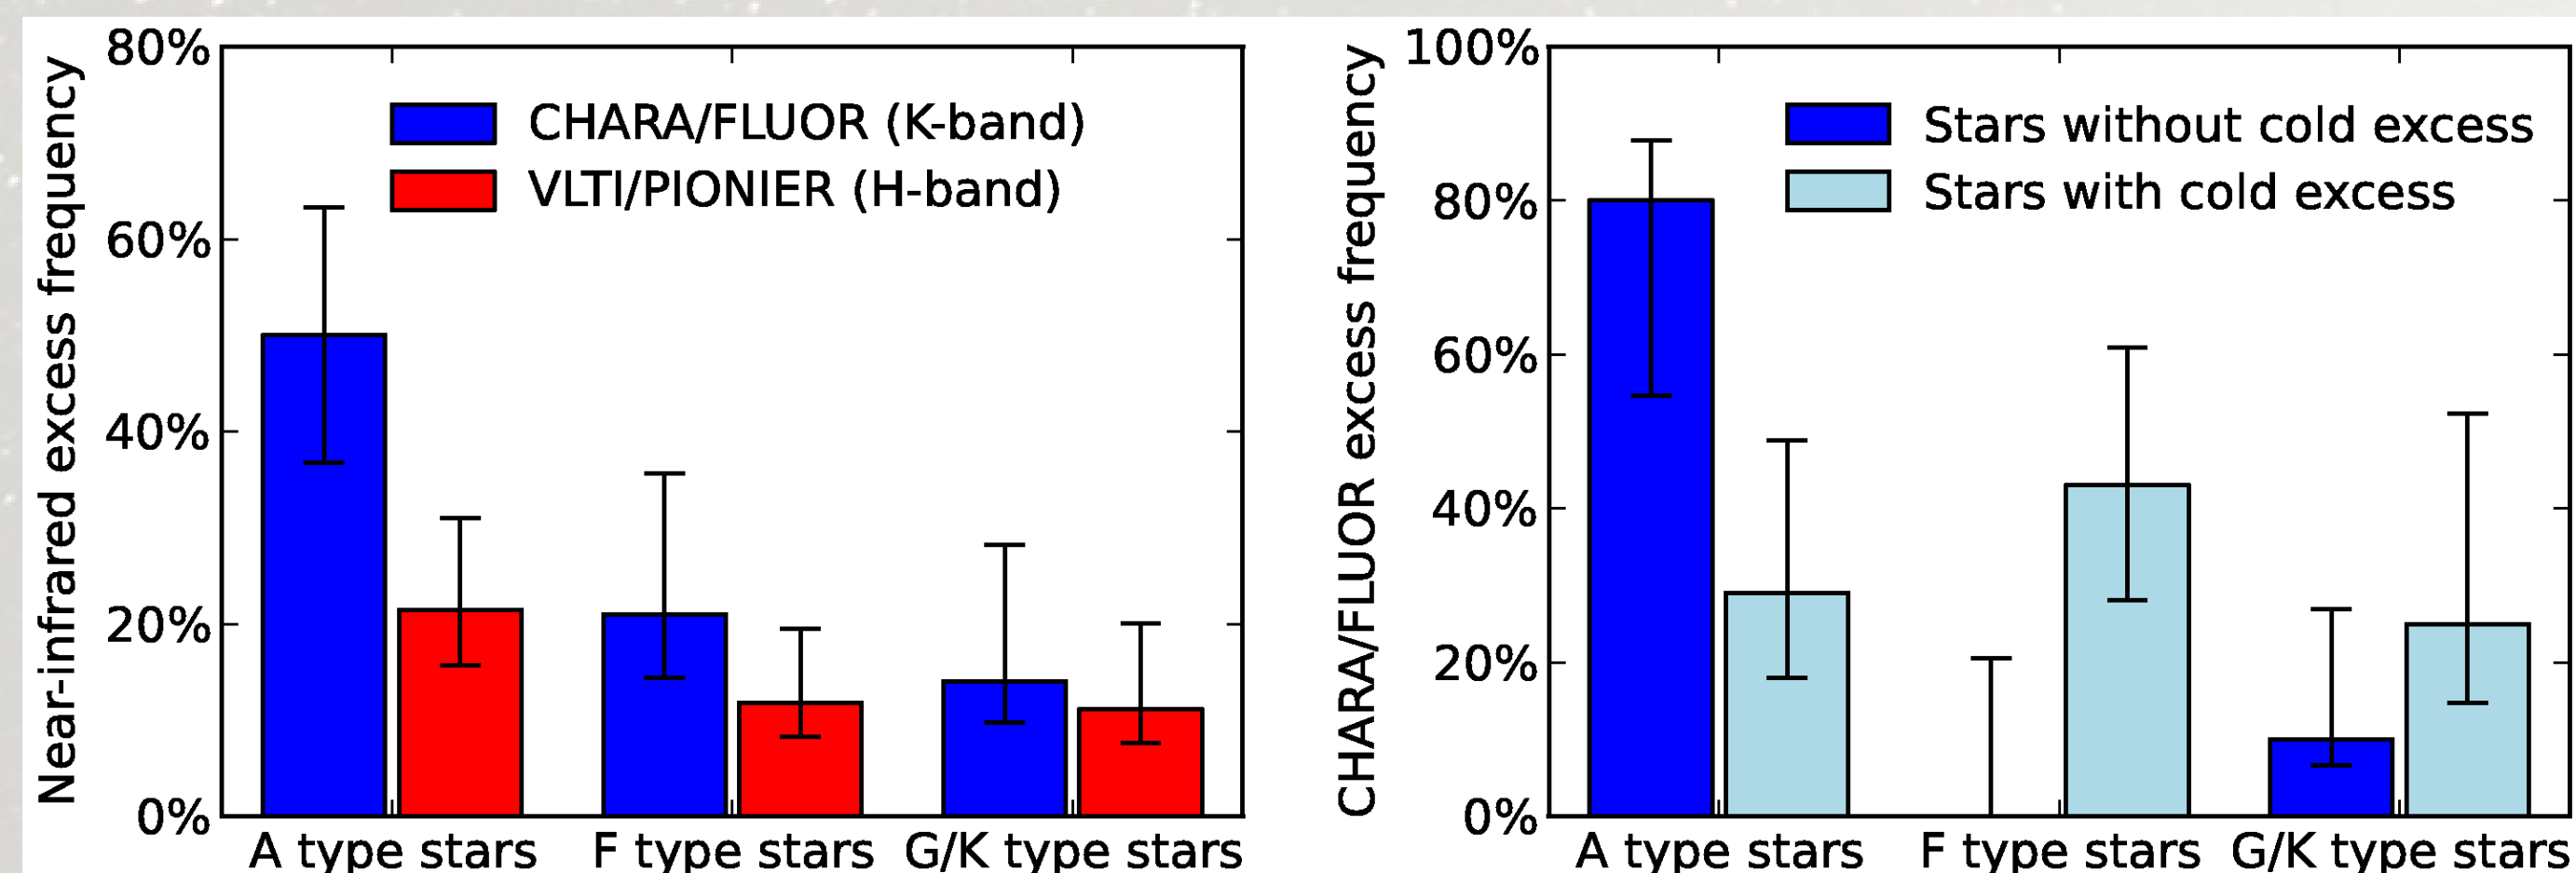 Near-infrared excess frequency
80%
60%
40%
20%
0%
CHARA/FLUOR (K-band)
VLTI/PIONIER (H-band)
A type stars
F type stars
G/K type stars
CHARA/FLUOR excess frequency
100%
80%
60%
40%
20%
0%
Stars without cold excess
Stars with cold excess
A type stars
F type stars
G/K type stars